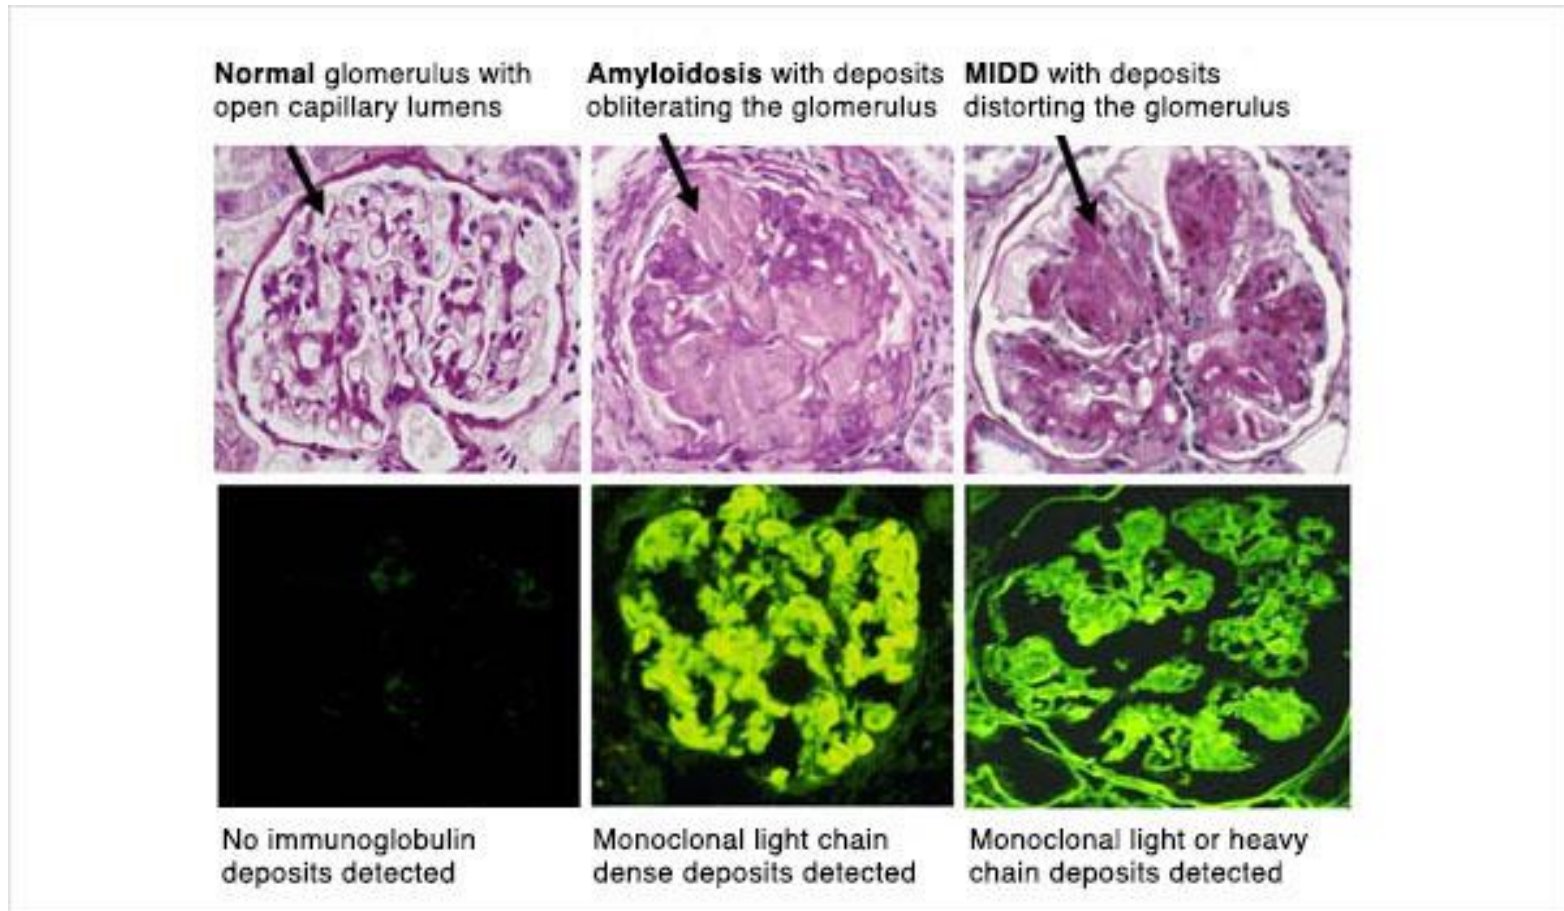 Normal glomerulus with
open capillary lumens
Amyloidosis with deposits
obliterating the glomerulus
MIDD with deposits
distorting the glomerulus
No immunoglobulin
deposits detected
Monoclonal light chain
dense deposits detected
Monoclonal light or heavy
chain deposits detected